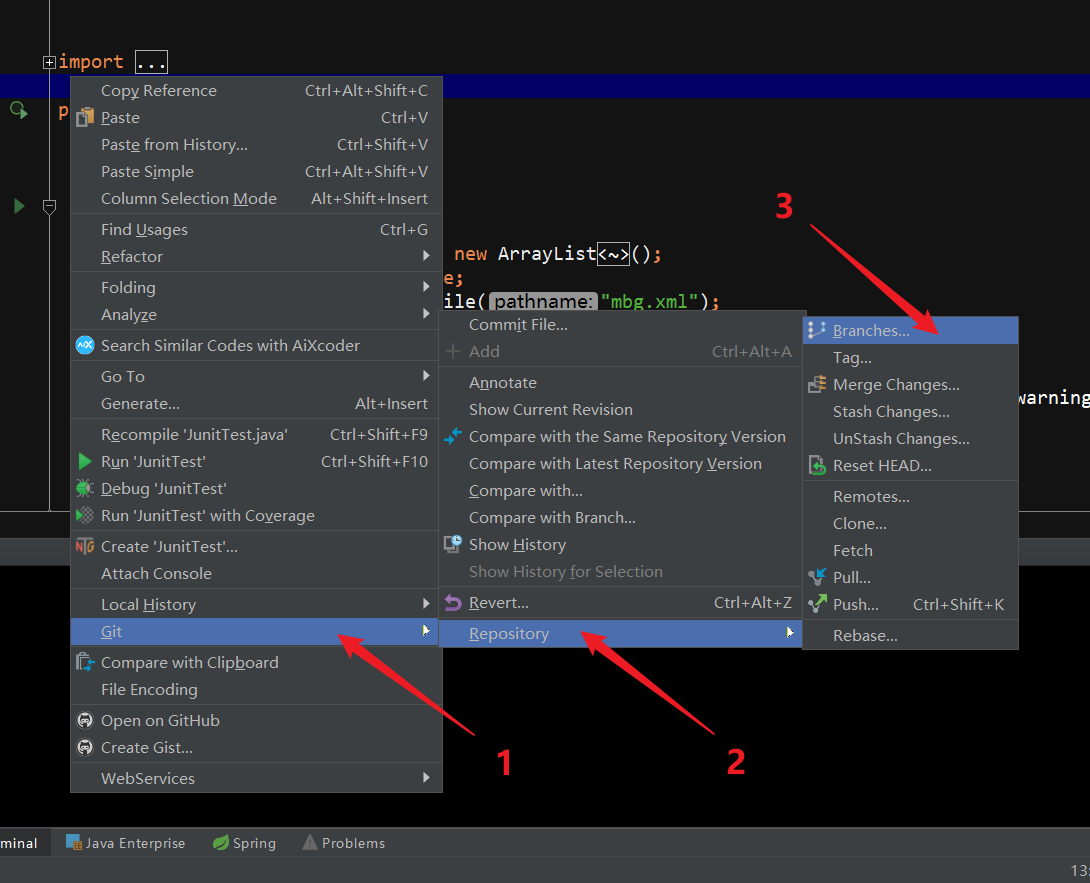 import ...
p
Copy Reference Ctrl+Alt+Shift+C
Paste Ctrl+V
Paste from History... Ctrl+Shift+V
Paste Simple Ctrl+Alt+Shift+V
Column Selection Mode Alt+Shift+Insert
Find Usages Ctrl+G
Refactor
Folding
Analyze
Search Similar Codes with AiXcoder
Go To
Generate... Alt+Insert
Recompile 'JunitTest.java' Ctrl+Shift+F9
Run 'JunitTest' Ctrl+Shift+F10
Debug 'JunitTest'
Run 'JunitTest' with Coverage
Create 'JunitTest'...
Attach Console
Local History
Git
Compare with Clipboard
File Encoding
Open on GitHub
Create Gist...
WebServices
new ArrayList<~>();
e;
ile( pathname: "mbg.xml");
warning
Commit File...
Add Ctrl+Alt+A
Annotate
Show Current Revision
Compare with the Same Repository Version
Compare with Latest Repository Version
Compare with...
Compare with Branch...
Show History
Show History for Selection
Revert... Ctrl+Alt+Z
Repository
Branches...
Tag...
Merge Changes...
Stash Changes...
UnStash Changes...
Reset HEAD...
Remotes...
Clone...
Fetch
Pull...
Push... Ctrl+Shift+K
Rebase...
1
2
3
minal Java Enterprise Spring Problems
13: